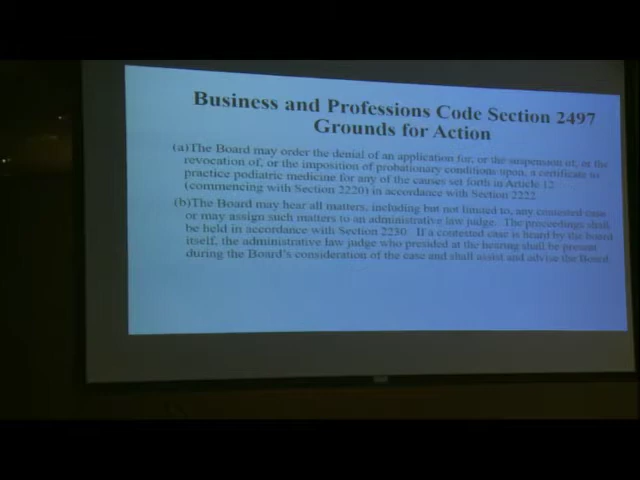 Business and Professions Code Section 2497
Grounds for Action
(a)The Board may order the denial of an application for, or the suspension of, or the
revocation of, or the imposition of probationary conditions upon, a certificate to
practice podiatric medicine for any of the causes set forth in Article 12
(commencing with Section 2220) in accordance with Section 2222
(b)The Board may hear all matters, including but not limited to, any contested case
or may assign such matters to an administrative law judge. The proceedings shall
be held in accordance with Section 2230. If a contested case is heard by the board
itself, the administrative law judge who presided at the hearing shall be present
during the Board's consideration of the case and shall assist and advise the Board